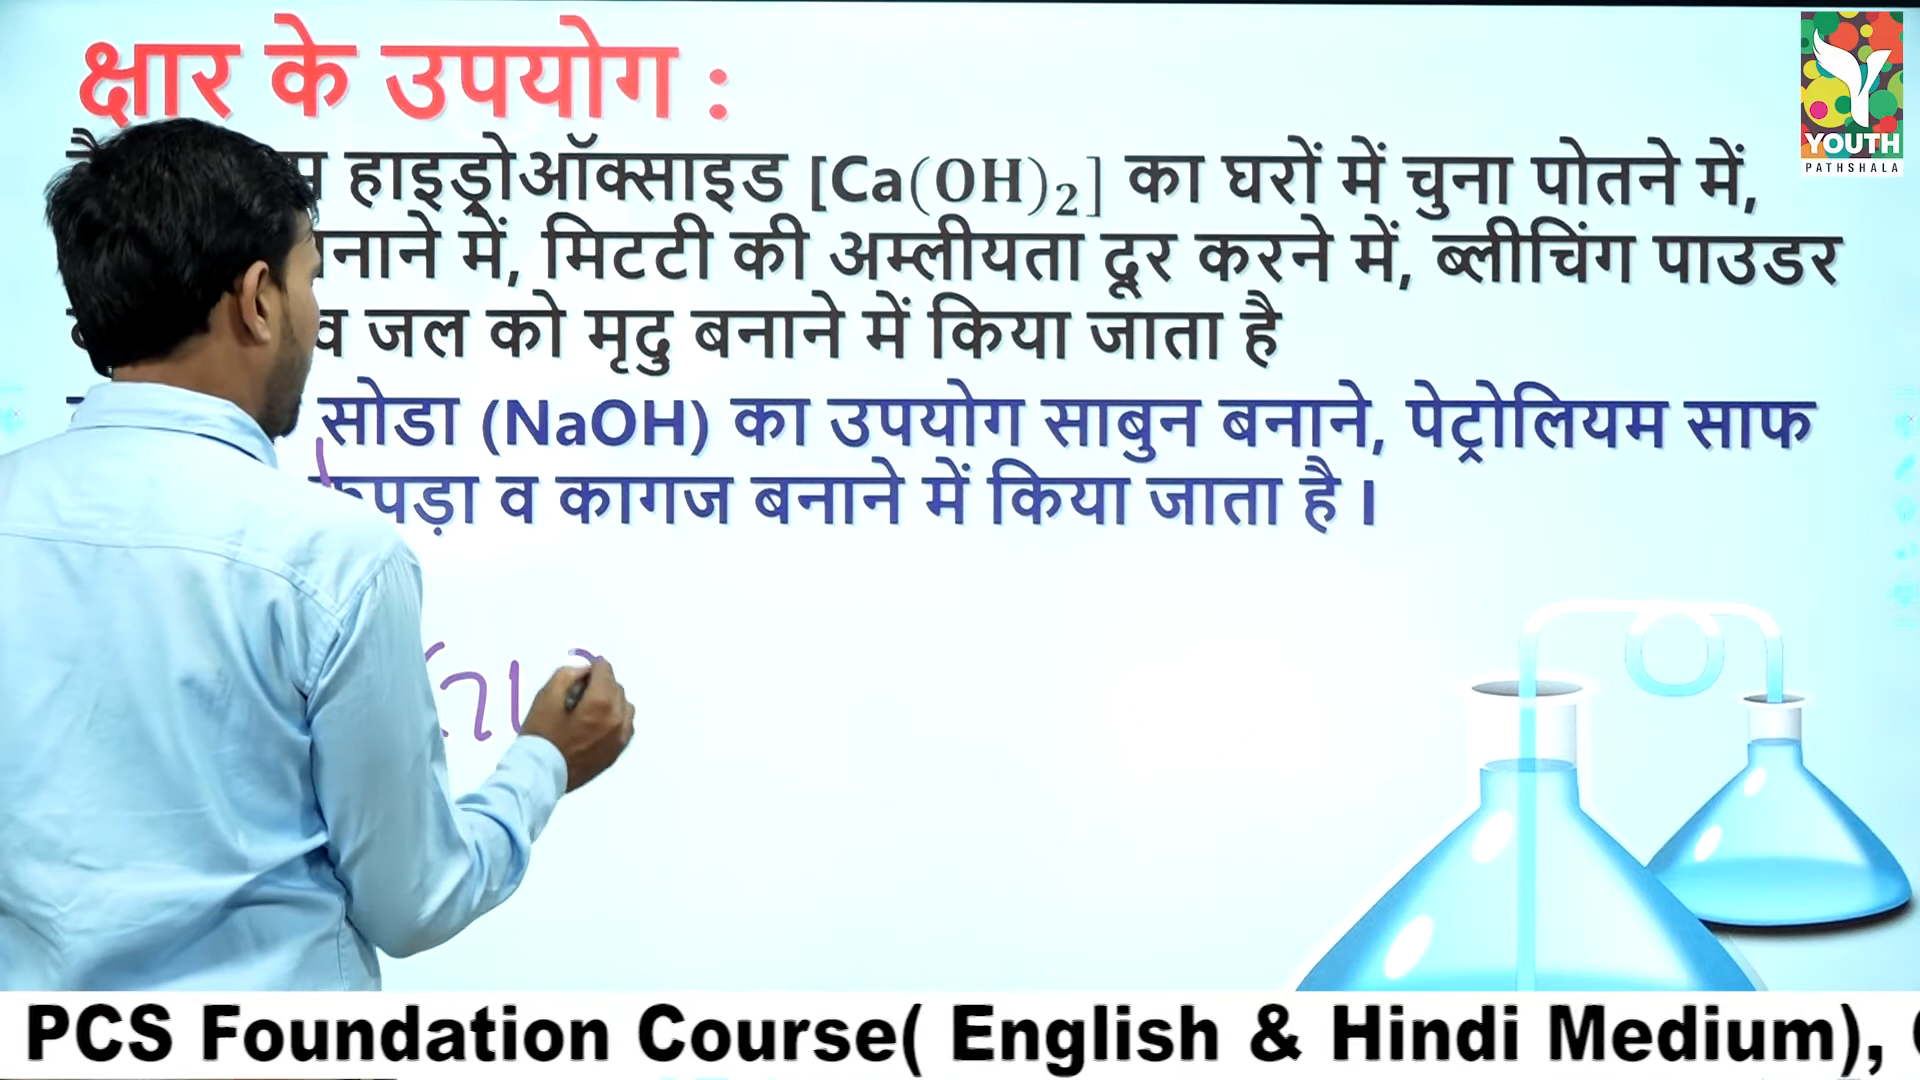 क्षार के उपयोग :
हाइड्रोऑक्साइड [Ca(OH)₂] का घरों में चुना पोतने में,
में, मिटटी की अम्लीयता दूर करने में, ब्लीचिंग पाउडर
व जल को मृदु बनाने में किया जाता है
सोडा (NaOH) का उपयोग साबुन बनाने, पेट्रोलियम साफ
व कागज बनाने में किया जाता है ।
YOUTH
PATHSHALA
PCS Foundation Course( English & Hindi Medium),